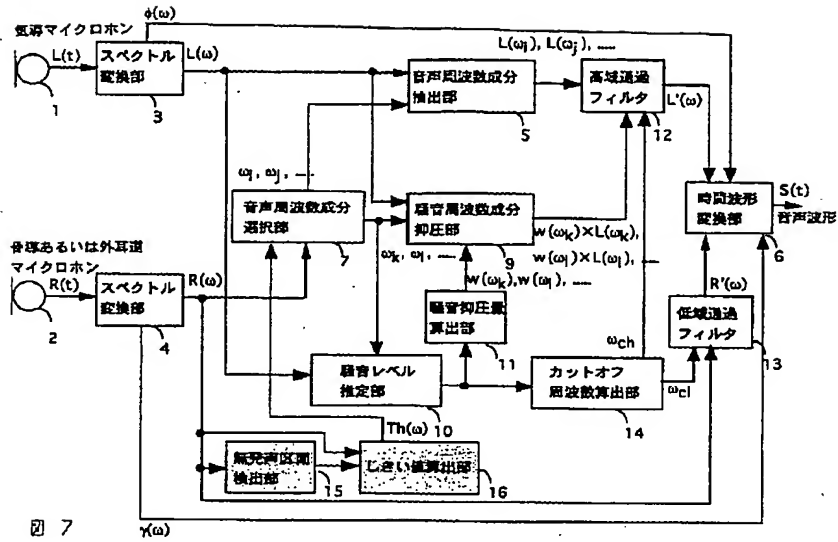 φ(ω)
気導マイクロホン
L(t)
1
スペクトル
変換部
3
L(ω)
音声周波数成分
抽出部
5
L(ωi), L(ωj), .....
高域通過
フィルタ
12
L'(ω)
ωi, ωj, ....
音声周波数成分
選択部
7
騒音周波数成分
抑圧部
9
ωk, ωl, ....
w(ωk)×L(ωk),
w(ωl)×L(ωl), ....
時間波形
変換部
6
S(t)
音声波形
骨導あるいは外耳道
マイクロホン
R(t)
2
スペクトル
変換部
4
R(ω)
w(ωk),w(ωl), .....
騒音抑圧量
算出部
11
R'(ω)
低域通過
フィルタ
13
騒音レベル
推定部
10
カットオフ
周波数算出部
14
ωch
ωcl
Th(ω)
無発声区間
検出部
15
しきい値算出部
16
図 7
γ(ω)